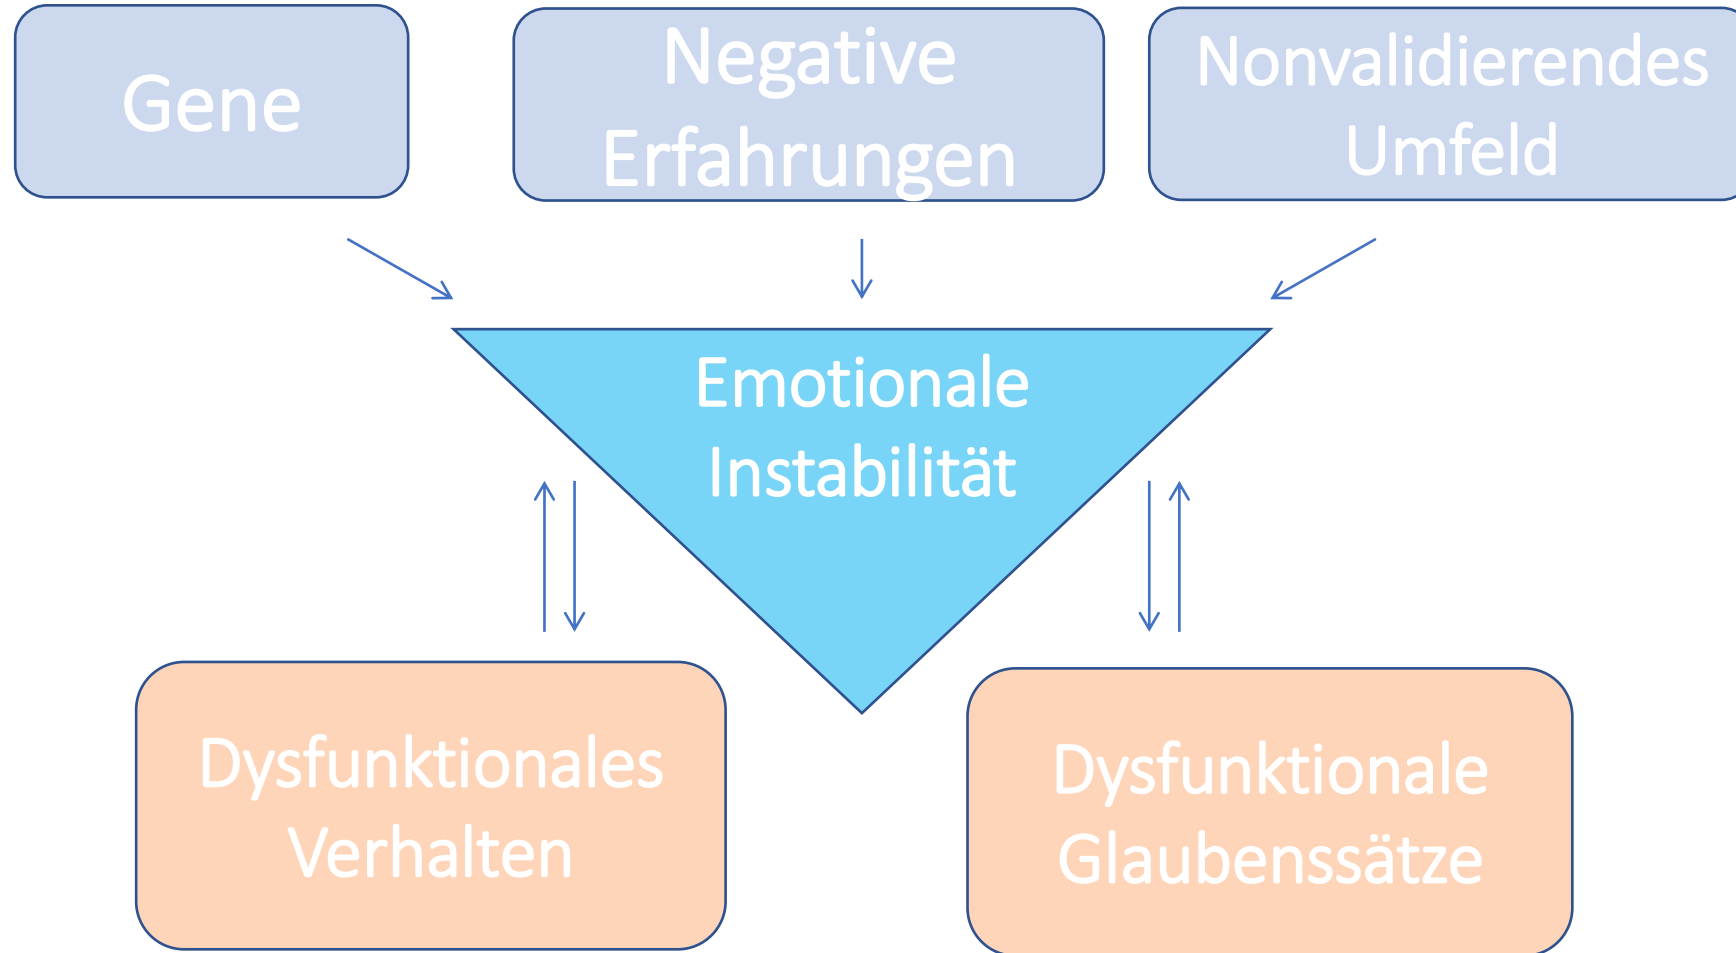 Gene
Negative
Erfahrungen
Nonvalidierendes
Umfeld
Emotionale
Instabilität
Dysfunktionales
Verhalten
Dysfunktionale
Glaubenssätze